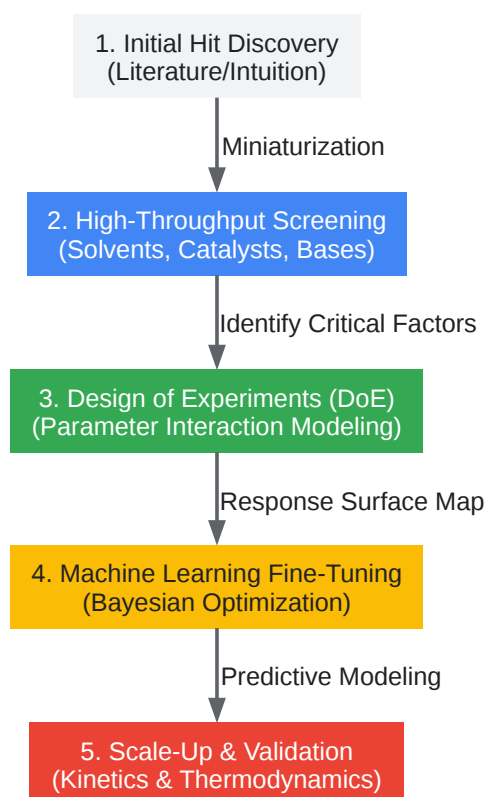 1. Initial Hit Discovery
(Literature/Intuition)
Miniaturization
2. High-Throughput Screening
(Solvents, Catalysts, Bases)
Identify Critical Factors
3. Design of Experiments (DoE)
(Parameter Interaction Modeling)
Response Surface Map
4. Machine Learning Fine-Tuning
(Bayesian Optimization)
Predictive Modeling
5. Scale-Up & Validation
(Kinetics & Thermodynamics)